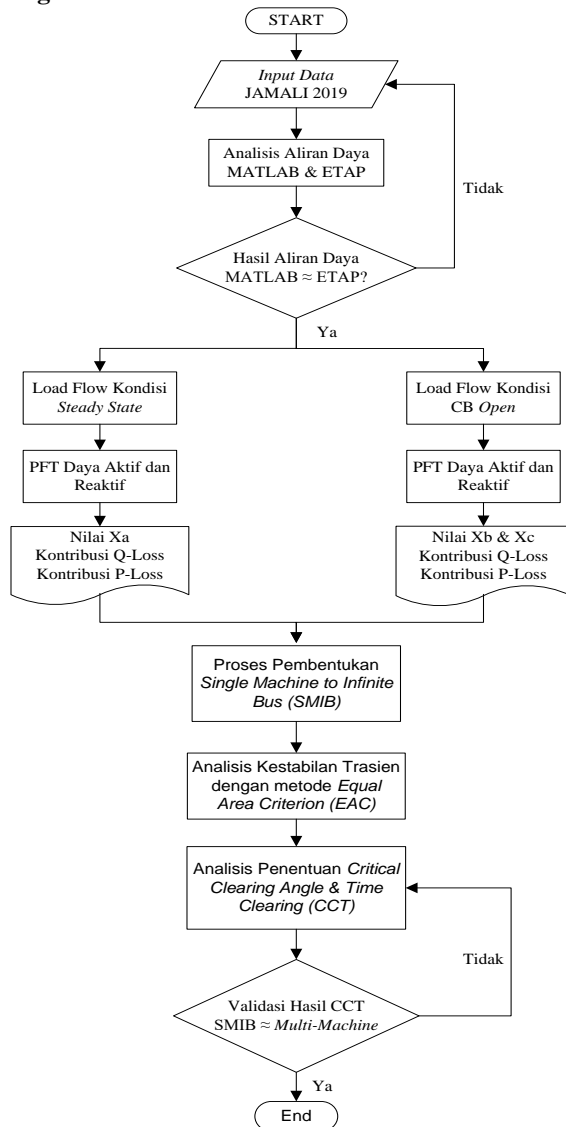 START
Input Data
JAMALI 2019
Analisis Aliran Daya
MATLAB & ETAP
Tidak
Hasil Aliran Daya
MATLAB ≈ ETAP?
Ya
Load Flow Kondisi
Steady State
Load Flow Kondisi
CB Open
PFT Daya Aktif dan
Reaktif
PFT Daya Aktif dan
Reaktif
Nilai Xa
Kontribusi Q-Loss
Kontribusi P-Loss
Nilai Xb & Xc
Kontribusi Q-Loss
Kontribusi P-Loss
Proses Pembentukan
Single Machine to Infinite
Bus (SMIB)
Analisis Kestabilan Trasien
dengan metode Equal
Area Criterion (EAC)
Analisis Penentuan Critical
Clearing Angle & Time
Clearing (CCT)
Tidak
Validasi Hasil CCT
SMIB ≈ Multi-Machine
Ya
End